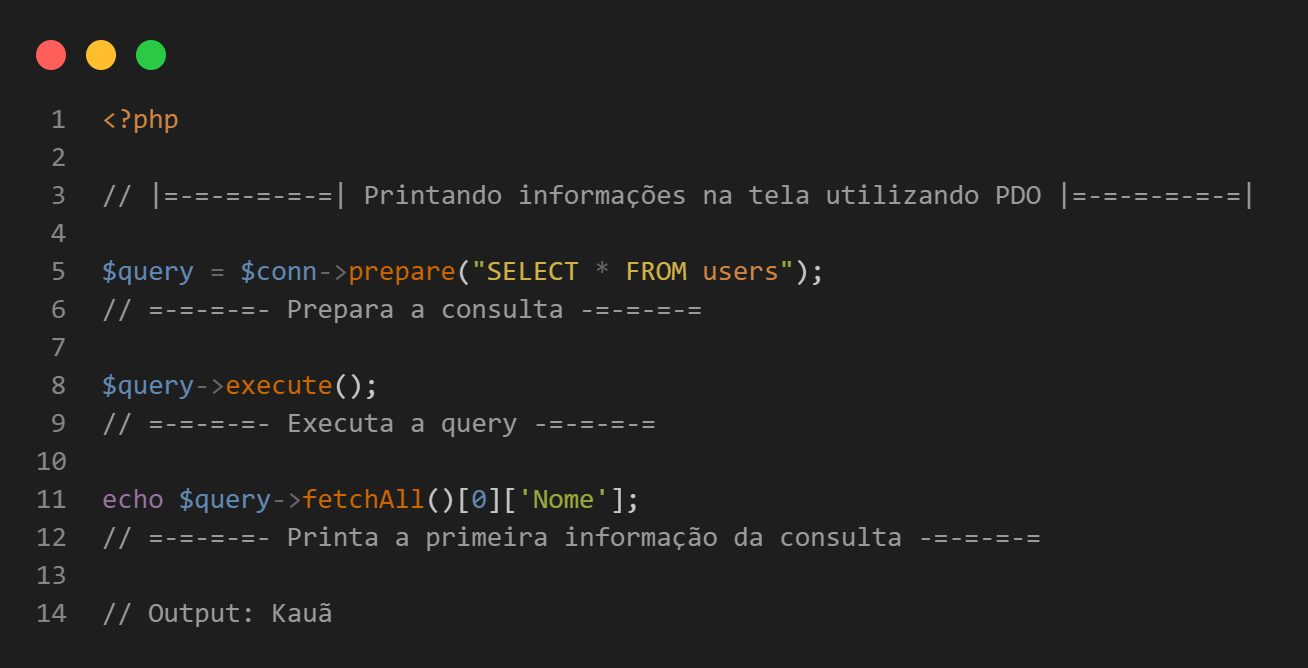 1 <?php
2
3 // |=-=-=-=-=-=| Printando informações na tela utilizando PDO |=-=-=-=-=-=|
4
5 $query = $conn->prepare("SELECT * FROM users");
6 // =-=-=-=- Prepara a consulta -=-=-=-=
7
8 $query->execute();
9 // =-=-=-=- Executa a query -=-=-=-=
10
11 echo $query->fetchAll()[0]['Nome'];
12 // =-=-=-=- Printa a primeira informação da consulta -=-=-=-=
13
14 // Output: Kauã